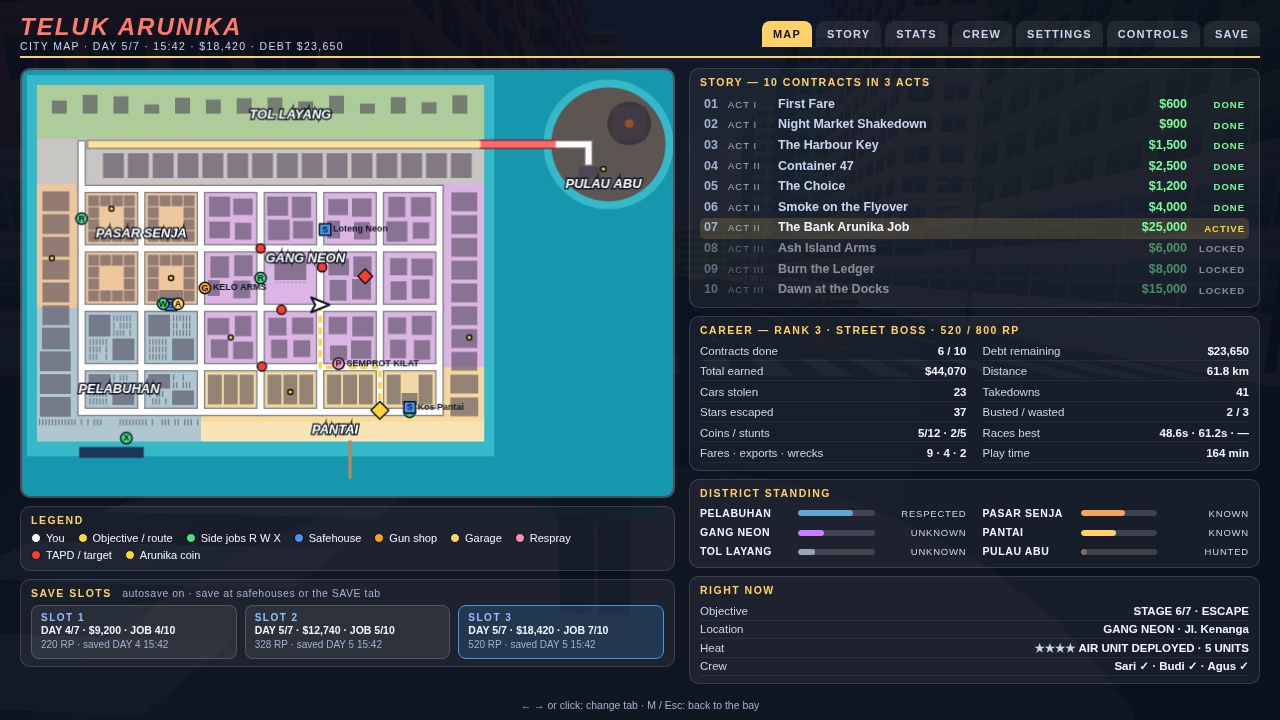 TELUK ARUNIKA
CITY MAP · DAY 5/7 · 15:42 · $18,420 · DEBT $23,650
MAP STORY STATS CREW SETTINGS CONTROLS SAVE
TOL LAYANG
PULAU ABU
PASAR SENJA
R
S Loteng Neon
GANG NEON
R
G KELO ARMS
W A
P SEMPROT KILAT
PELABUHAN
S Kos Pantai
PANTAI
X
LEGEND
You Objective / route Side jobs R W X Safehouse Gun shop Garage Respray
TAPD / target Arunika coin
SAVE SLOTS autosave on · save at safehouses or the SAVE tab
SLOT 1
DAY 4/7 · $9,200 · JOB 4/10
220 RP · saved DAY 4 15:42
SLOT 2
DAY 5/7 · $12,740 · JOB 5/10
328 RP · saved DAY 5 15:42
SLOT 3
DAY 5/7 · $18,420 · JOB 7/10
520 RP · saved DAY 5 15:42
STORY — 10 CONTRACTS IN 3 ACTS
01 ACT I First Fare $600 DONE
02 ACT I Night Market Shakedown $900 DONE
03 ACT I The Harbour Key $1,500 DONE
04 ACT II Container 47 $2,500 DONE
05 ACT II The Choice $1,200 DONE
06 ACT II Smoke on the Flyover $4,000 DONE
07 ACT II The Bank Arunika Job $25,000 ACTIVE
08 ACT III Ash Island Arms $6,000 LOCKED
09 ACT III Burn the Ledger $8,000 LOCKED
10 ACT III Dawn at the Docks $15,000 LOCKED
CAREER — RANK 3 · STREET BOSS · 520 / 800 RP
Contracts done 6 / 10 Debt remaining $23,650
Total earned $44,070 Distance 61.8 km
Cars stolen 23 Takedowns 41
Stars escaped 37 Busted / wasted 2 / 3
Coins / stunts 5/12 · 2/5 Races best 48.6s · 61.2s · —
Fares · exports · wrecks 9 · 4 · 2 Play time 164 min
DISTRICT STANDING
PELABUHAN RESPECTED PASAR SENJA KNOWN
GANG NEON UNKNOWN PANTAI KNOWN
TOL LAYANG UNKNOWN PULAU ABU HUNTED
RIGHT NOW
Objective STAGE 6/7 · ESCAPE
Location GANG NEON · Jl. Kenanga
Heat ★★★★ AIR UNIT DEPLOYED · 5 UNITS
Crew Sari ✓ · Budi ✓ · Agus ✓
← → or click: change tab · M / Esc: back to the bay